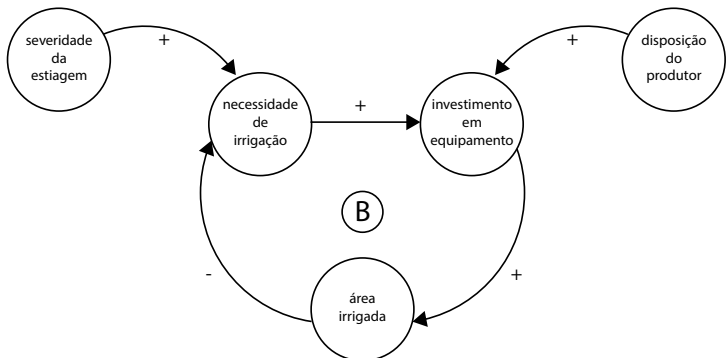 severidade
da
estiagem
+
necessidade
de
irrigação
+
investimento
em
equipamento
+
disposição
do
produtor
B
-
+
área
irrigada